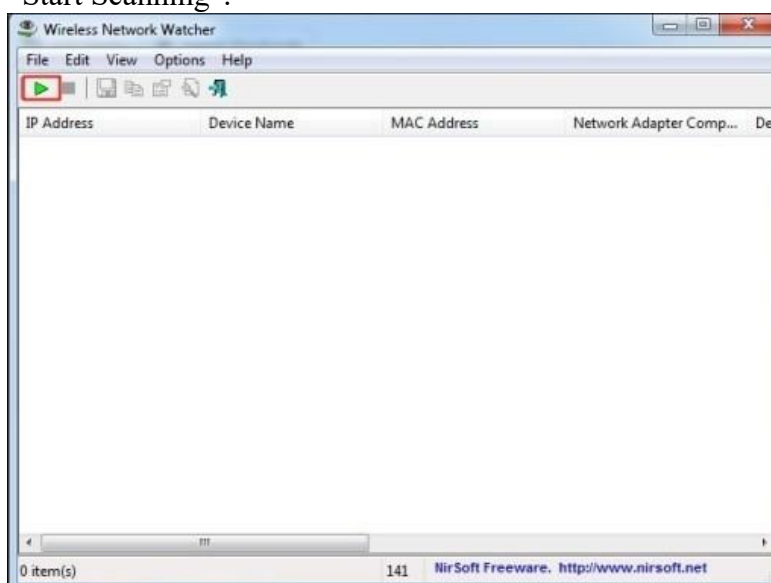 "Start Scanning".
Wireless Network Watcher
File Edit View Options Help
IP Address Device Name MAC Address Network Adapter Comp... De
0 item(s) 141 NirSoft Freeware. http://www.nirsoft.net